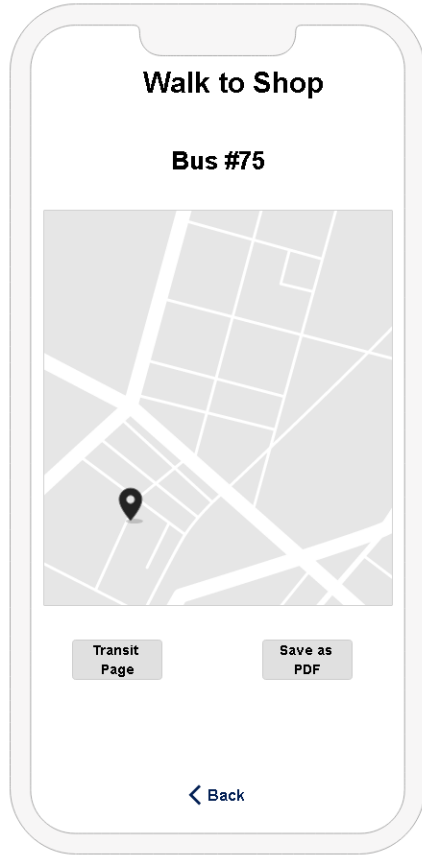 Walk to Shop
Bus #75
Transit
Page
Save as
PDF
Back